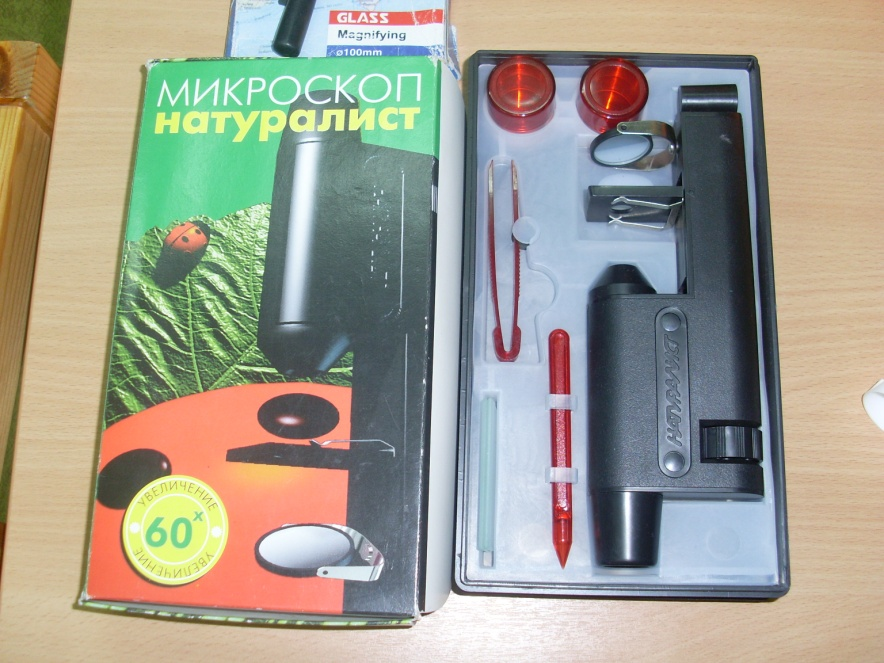 GLASS
Magnifying
ø100mm
МИКРОСКОП
натуралист
УВЕЛИЧЕНИЕ
60x
УВЕЛИЧЕНИЕ
НАТУРАЛИСТ